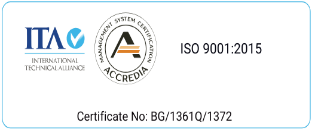 ITA
INTERNATIONAL
TECHNICAL ALLIANCE
MANAGEMENT SYSTEM CERTIFICATION
ACCREDIA
ISO 9001:2015
Certificate No: BG/1361Q/1372